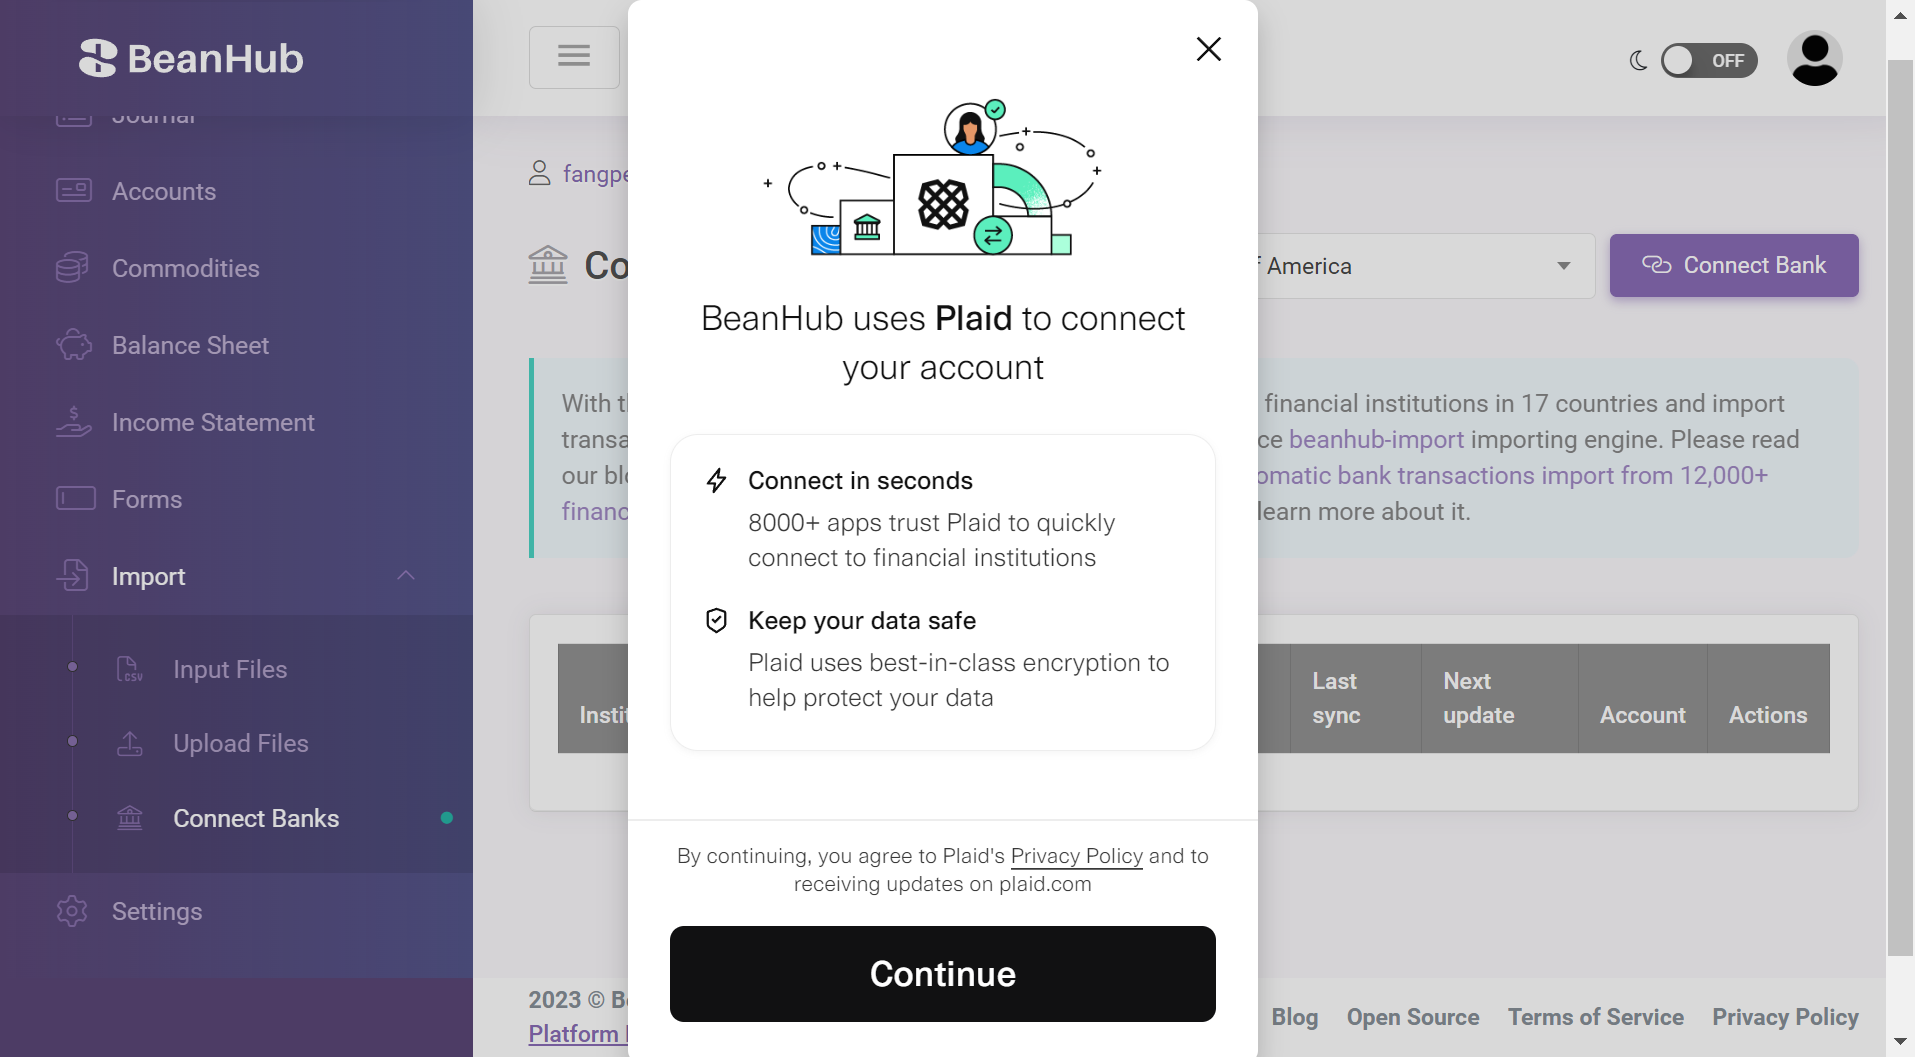 BeanHub
Journal
Accounts
Commodities
Balance Sheet
Income Statement
Forms
Import
CSV
Input Files
Upload Files
Connect Banks
Settings
OFF
fangpe
Co
America
Connect Bank
With t
financial institutions in 17 countries and import
transa
ce beanhub-import importing engine. Please read
our blo
omatic bank transactions import from 12,000+
financ
learn more about it.
Instit
Last sync
Next update
Account
Actions
2023 © Be
Platform
Blog
Open Source
Terms of Service
Privacy Policy
BeanHub uses Plaid to connect
your account
Connect in seconds
8000+ apps trust Plaid to quickly
connect to financial institutions
Keep your data safe
Plaid uses best-in-class encryption to
help protect your data
By continuing, you agree to Plaid's Privacy Policy and to
receiving updates on plaid.com
Continue